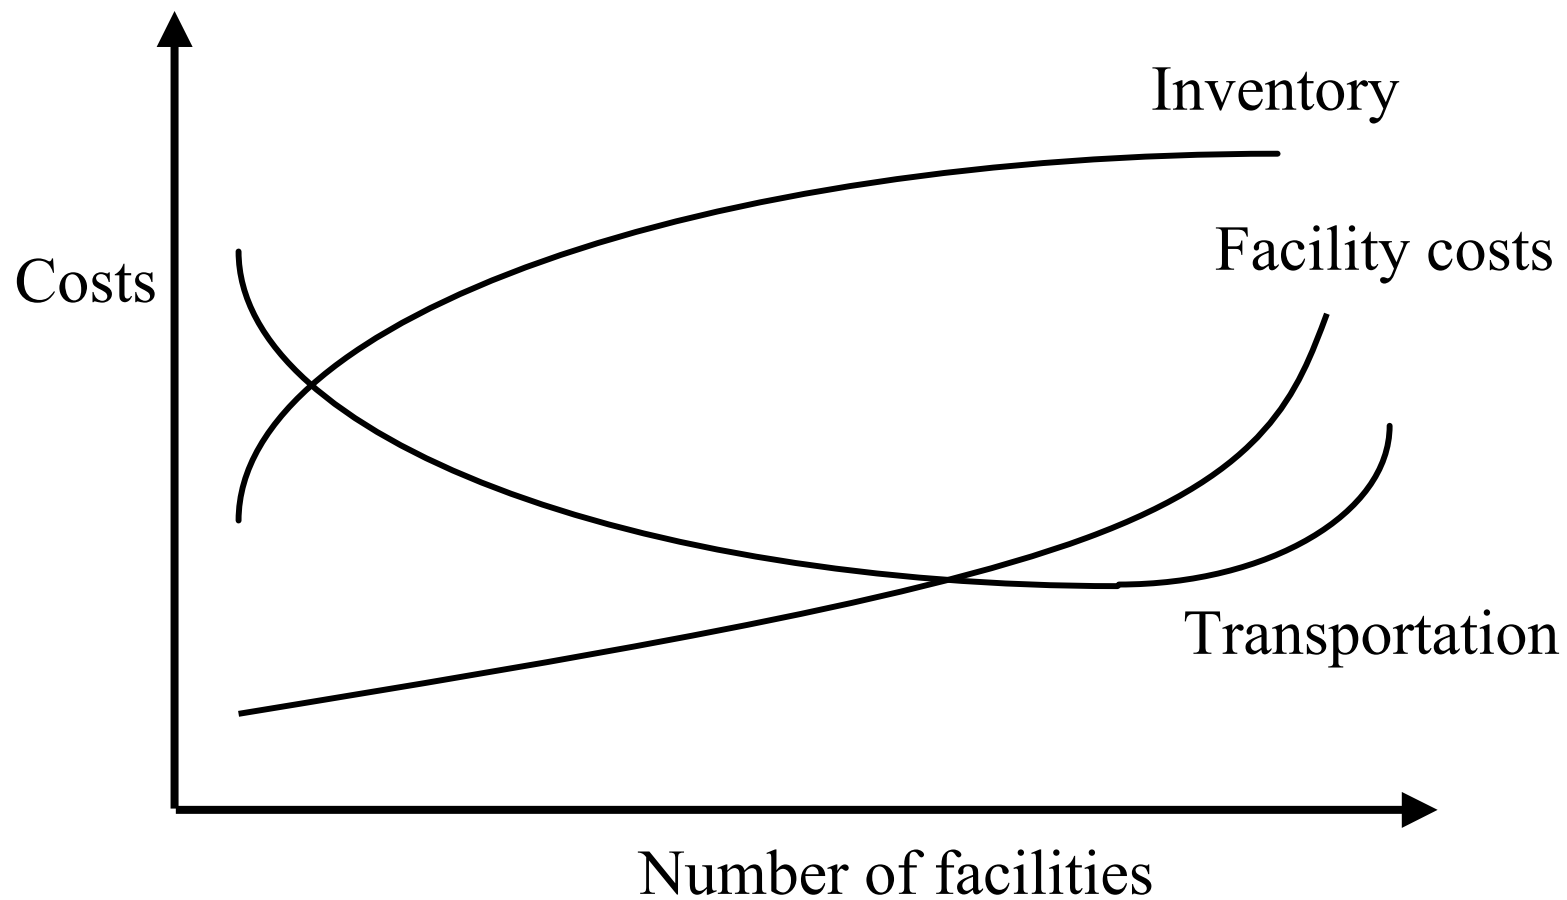 Inventory
Facility costs
Costs
Transportation
Number of facilities